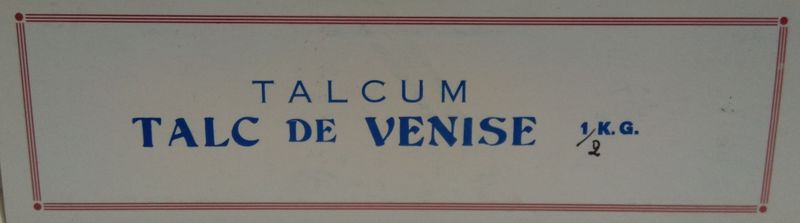 TALCUM
TALC DE VENISE 1/2 K.G.